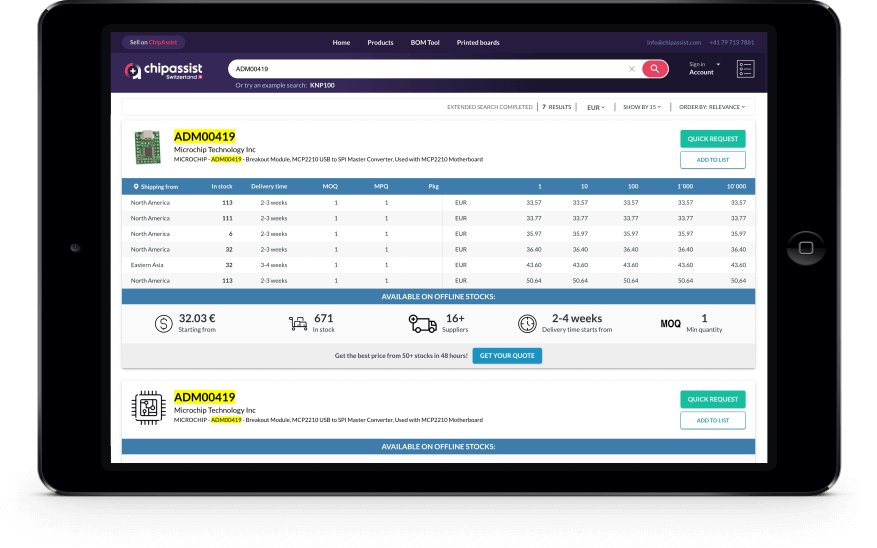 Sell on ChipAssist Home Products BOM Tool Printed boards info@chipassist.com +41 79 713 7881
chipassist Switzerland ADM00419 Sign in Account
Or try an example search: KNP100
EXTENDED SEARCH COMPLETED 7 RESULTS EUR SHOW BY 15 ORDER BY: RELEVANCE
ADM00419 QUICK REQUEST
Microchip Technology Inc
MICROCHIP - ADM00419 - Breakout Module, MCP2210 USB to SPI Master Converter, Used with MCP2210 Motherboard ADD TO LIST
Shipping from In stock Delivery time MOQ MPQ Pkg 1 10 100 1'000 10'000
North America 113 2-3 weeks 1 1 EUR 33.57 33.57 33.57 33.57 33.57
North America 111 2-3 weeks 1 1 EUR 33.77 33.77 33.77 33.77 33.77
North America 6 2-3 weeks 1 1 EUR 35.97 35.97 35.97 35.97 35.97
North America 32 2-3 weeks 1 1 EUR 36.40 36.40 36.40 36.40 36.40
Eastern Asia 32 3-4 weeks 1 1 EUR 43.60 43.60 43.60 43.60 43.60
North America 113 2-3 weeks 1 1 EUR 50.64 50.64 50.64 50.64 50.64
AVAILABLE ON OFFLINE STOCKS:
32.03 € 671 16+ 2-4 weeks MOQ 1
Starting from In stock Suppliers Delivery time starts from Min quantity
Get the best price from 50+ stocks in 48 hours! GET YOUR QUOTE
ADM00419 QUICK REQUEST
Microchip Technology Inc
MICROCHIP - ADM00419 - Breakout Module, MCP2210 USB to SPI Master Converter, Used with MCP2210 Motherboard ADD TO LIST
AVAILABLE ON OFFLINE STOCKS: